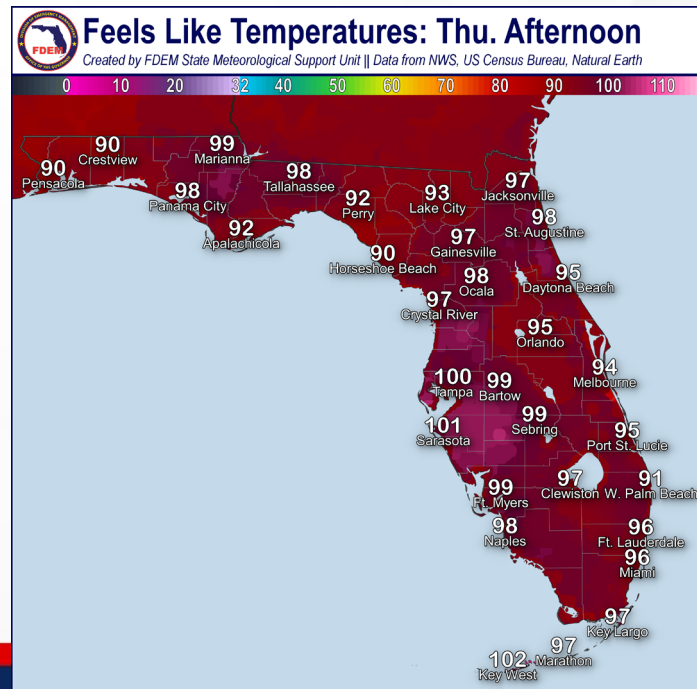 Feels Like Temperatures: Thu. Afternoon
Created by FDEM State Meteorological Support Unit || Data from NWS, US Census Bureau, Natural Earth
FDEM
0 10 20 32 40 50 60 70 80 90 100 110
90
Crestview
99
Marianna
90
Pensacola
98
Tallahassee
98
Panama City
92
Perry
93
Lake City
97
Jacksonville
92
Apalachicola
98
St. Augustine
97
Gainesville
90
Horseshoe Beach
98
Ocala
95
Daytona Beach
97
Crystal River
95
Orlando
94
Melbourne
100
Tampa
99
Bartow
99
Sebring
101
Sarasota
95
Port St. Lucie
97
Clewiston
91
W. Palm Beach
99
Ft. Myers
98
Naples
96
Ft. Lauderdale
96
Miami
97
Key Largo
97
Marathon
102
Key West